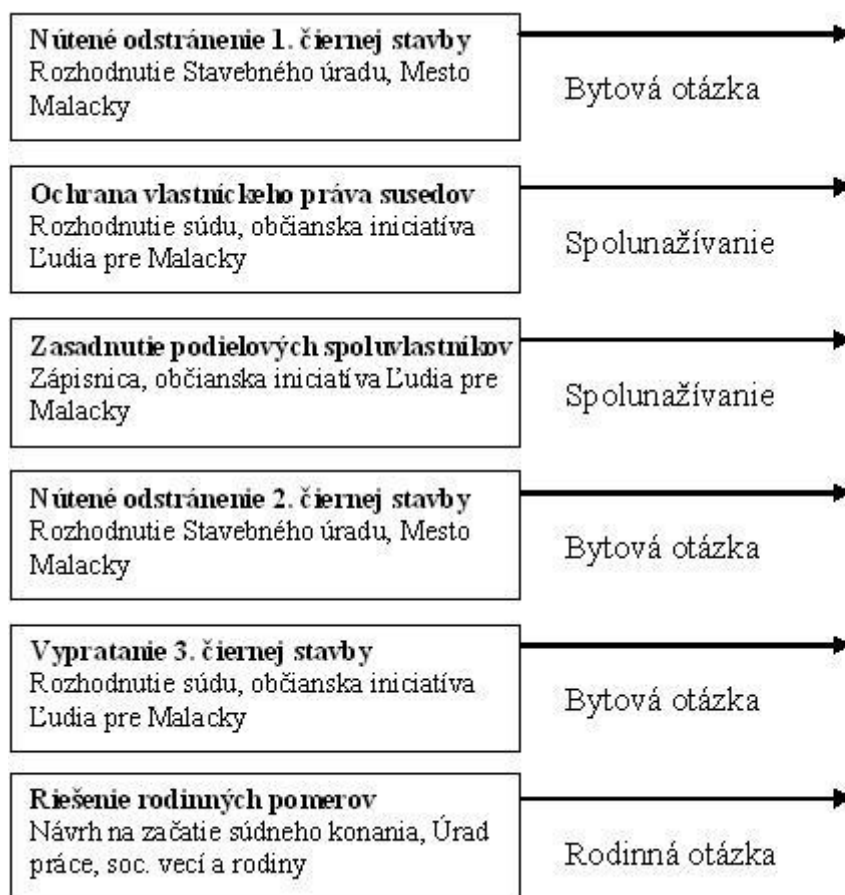 Nútené odstránenie 1. čiernej stavby
Rozhodnutie Stavebného úradu, Mesto
Malacky
Bytová otázka
Ochrana vlastníckeho práva susedov
Rozhodnutie súdu, občianska iniciatíva
Ľudia pre Malacky
Spolunažívanie
Zasadnutie podielových spoluvlastníkov
Zápisnica, občianska iniciatíva Ľudia pre
Malacky
Spolunažívanie
Nútené odstránenie 2. čiernej stavby
Rozhodnutie Stavebného úradu, Mesto
Malacky
Bytová otázka
Vypratanie 3. čiernej stavby
Rozhodnutie súdu, občianska iniciatíva
Ľudia pre Malacky
Bytová otázka
Riešenie rodinných pomerov
Návrh na začatie súdneho konania, Úrad
práce, soc. vecí a rodiny
Rodinná otázka